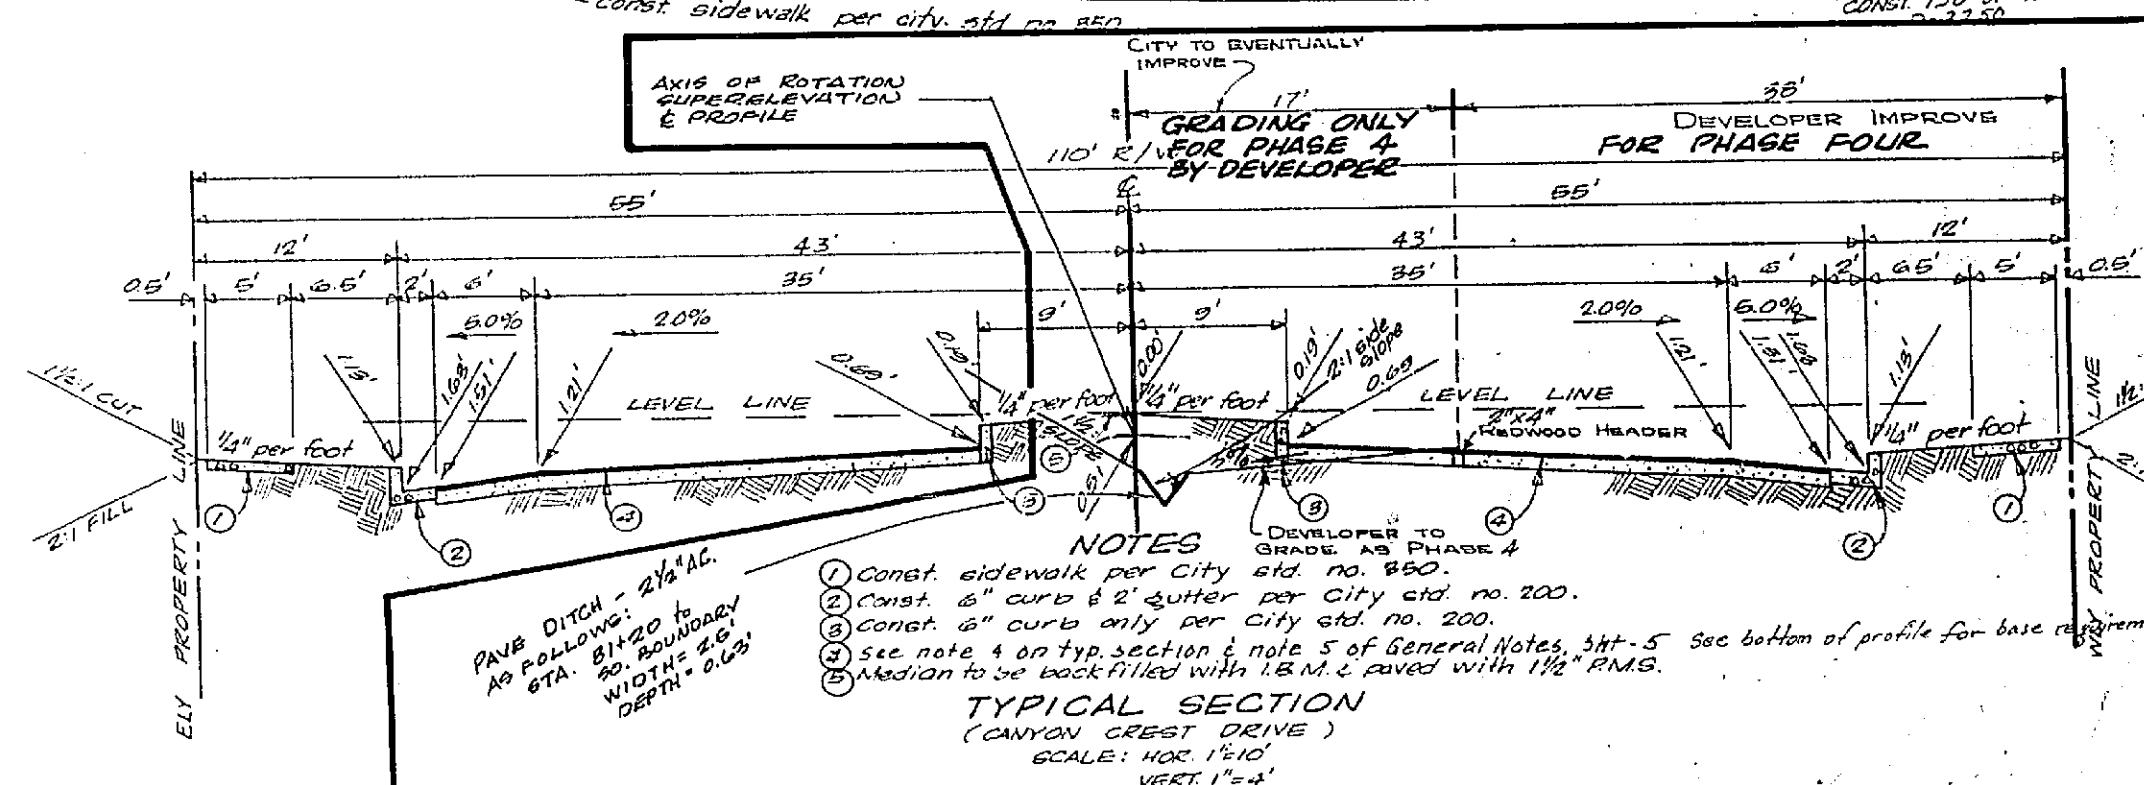 Const. sidewalk per city. std no 850
CITY TO EVENTUALLY
IMPROVE
AXIS OF ROTATION
SUPERELEVATION
& PROFILE
17'
38'
GRADING ONLY
FOR PHASE 4
BY DEVELOPER
DEVELOPER IMPROVE
FOR PHASE FOUR
110' R/W
55'
℄
55'
12'
43'
43'
12'
0.5'
5'
6.5'
2'
6'
35'
35'
6'
2'
6.5'
5'
0.5'
5.0%
2.0%
9'
9'
2.0%
5.0%
1.13'
1.68'
1.51'
1.21'
0.69'
0.19'
0.00'
0.19'
2:1 side
slope
0.69
1.21'
1.51'
1.68
1.13'
1½:1 CUT
LEVEL LINE
¼" per foot
¼" per foot
LEVEL LINE
2"x4"
REDWOOD HEADER
¼" per foot
¼" per foot
0.51
2:1 FILL
1
4
2
5
3
3
4
2
1
ELY PROPERTY LINE
WLY PROPERTY LINE
DEVELOPER TO
GRADE AS PHASE 4
PAVE DITCH - 2½" AC.
AS FOLLOWS:
STA. 81+20 to
SO. BOUNDARY
WIDTH = 2.6'
DEPTH = 0.63'
NOTES
1 Const. sidewalk per City std. no. 850.
2 Const. 6" curb & 2' gutter per City std. no. 200.
3 Const. 6" curb only per City std. no. 200.
4 see note 4 on typ. section & note 5 of General Notes, SHT-5 See bottom of profile for base
5 Median to be backfilled with I.B.M. & paved with 1½" P.M.S.
TYPICAL SECTION
(CANYON CREST DRIVE)
SCALE: HOR. 1"=10'
VERT. 1"=4'